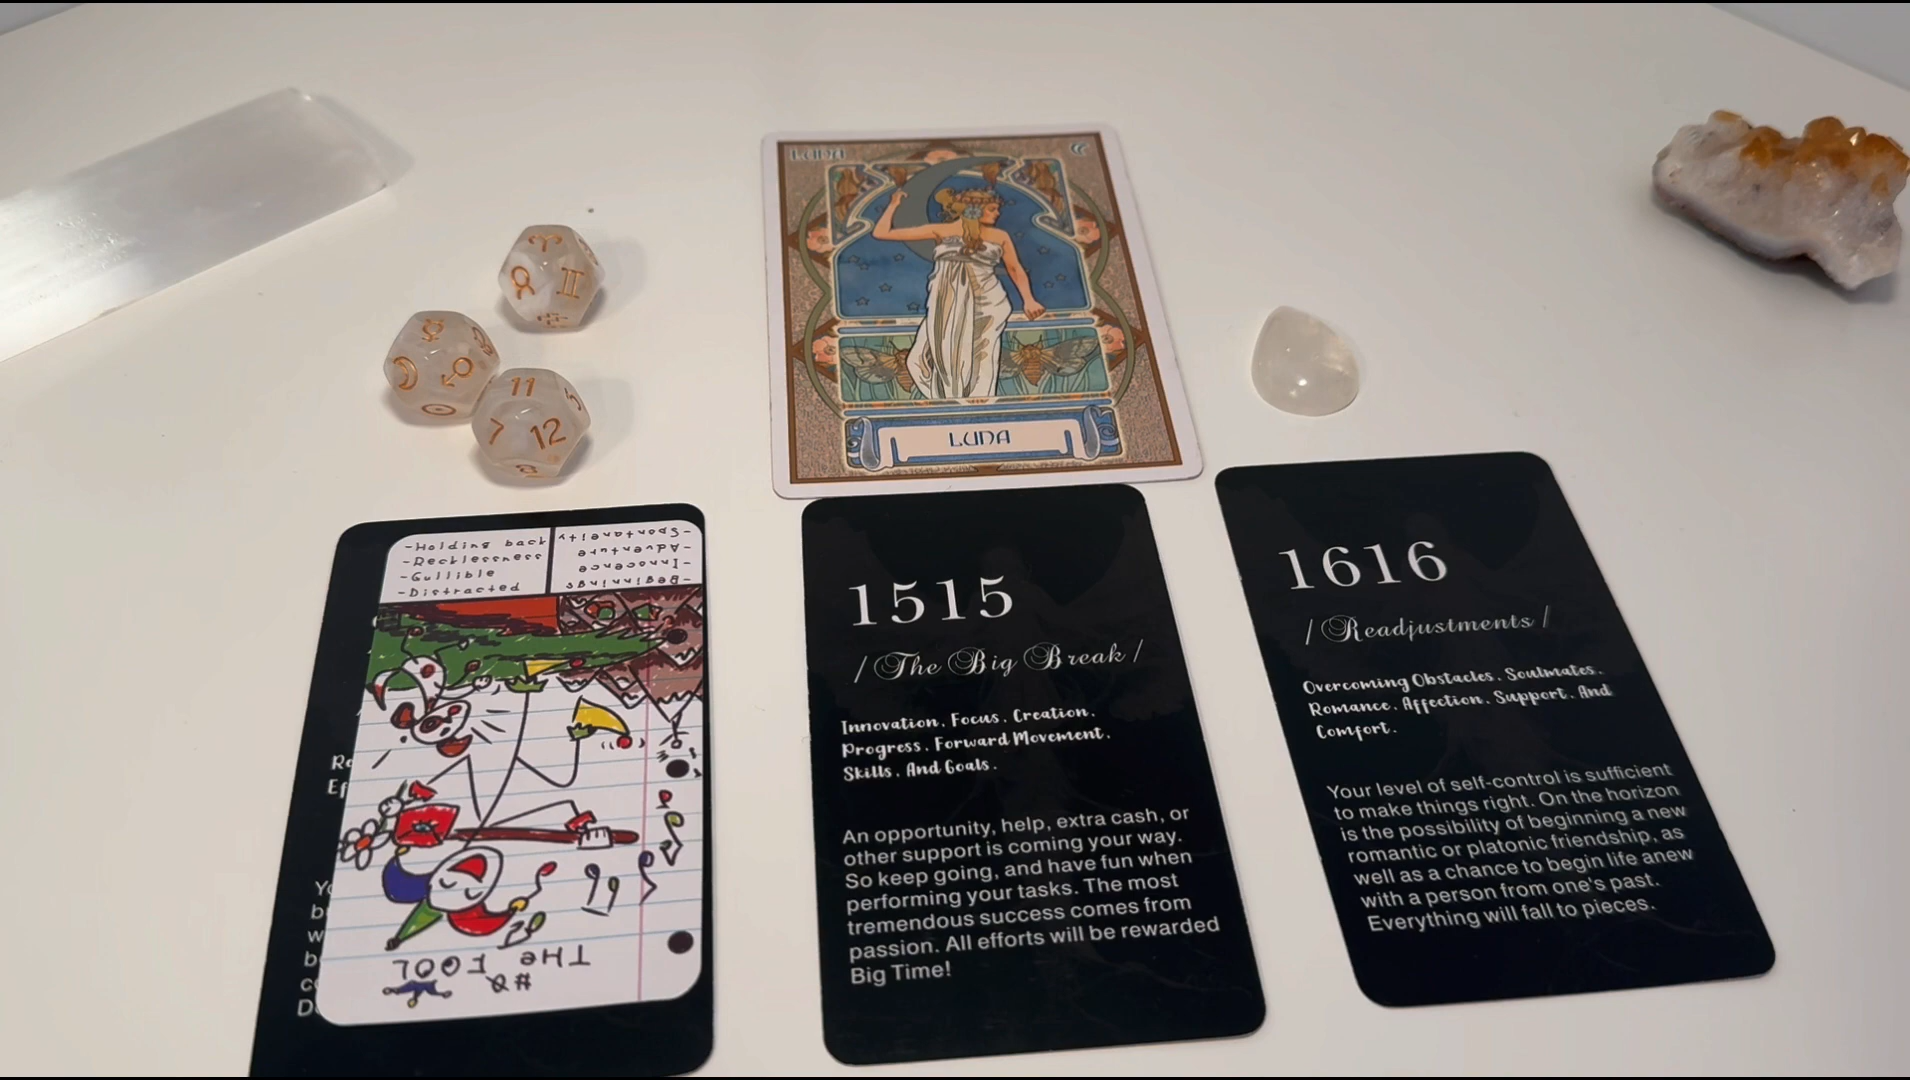 LUNA
LUNA
11
7
12
8
5
-Holding back
-Recklessness
-Gullible
-Distracted
-Beginnings
-Innocence
-Adventure
-Spontaneity
THE FOOL
#0
1515
/ The Big Break /
Innovation, Focus, Creation,
Progress, Forward Movement,
Skills, And Goals.
An opportunity, help, extra cash, or
other support is coming your way.
So keep going, and have fun when
performing your tasks. The most
tremendous success comes from
passion. All efforts will be rewarded
Big Time!
1616
/ Readjustments /
Overcoming Obstacles, Soulmates,
Romance, Affection, Support, And
Comfort.
Your level of self-control is sufficient
to make things right. On the horizon
is the possibility of beginning a new
romantic or platonic friendship, as
well as a chance to begin life anew
with a person from one's past.
Everything will fall to pieces.